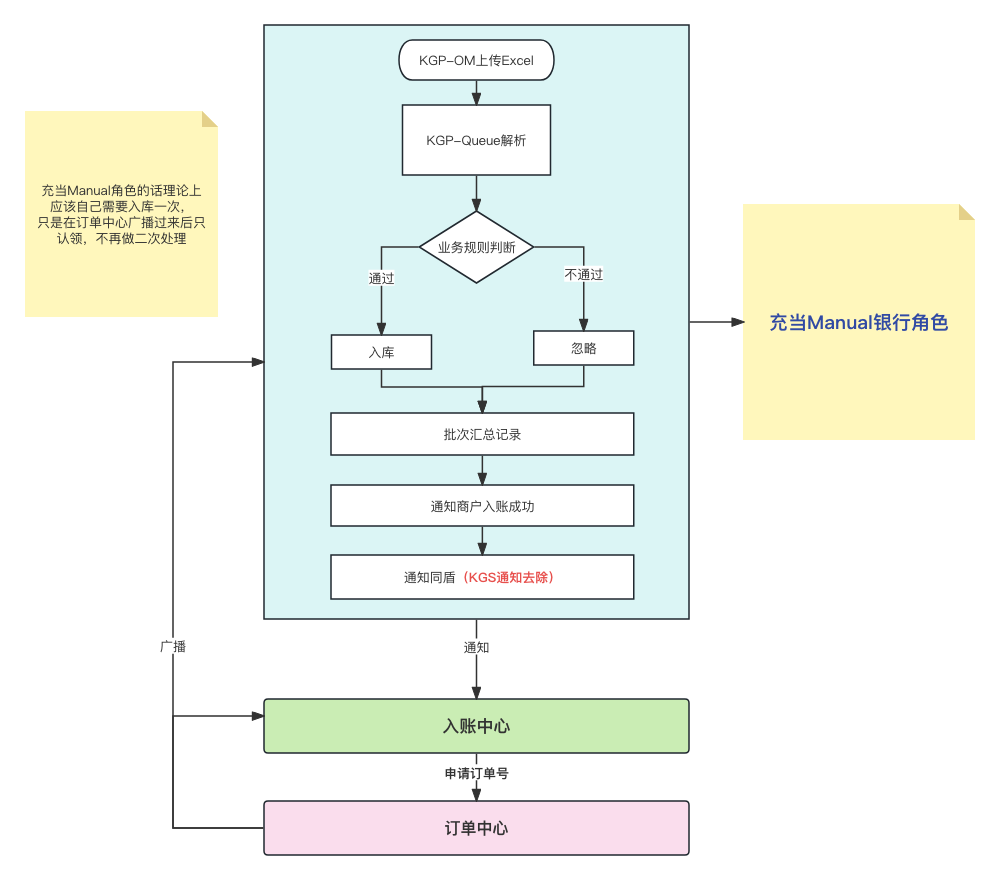 KGP-OM上传Excel
KGP-Queue解析
充当Manual角色的话理论上
应该自己需要入库一次，
只是在订单中心广播过来后只
认领，不再做二次处理
业务规则判断
通过
不通过
充当Manual银行角色
入库
忽略
批次汇总记录
通知商户入账成功
通知同盾（KGS通知去除）
广播
通知
入账中心
申请订单号
订单中心